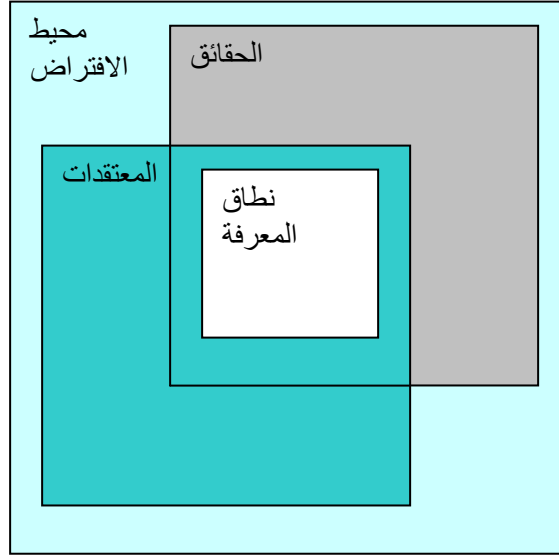 محيط
الافتراض
الحقائق
المعتقدات
نطاق
المعرفة